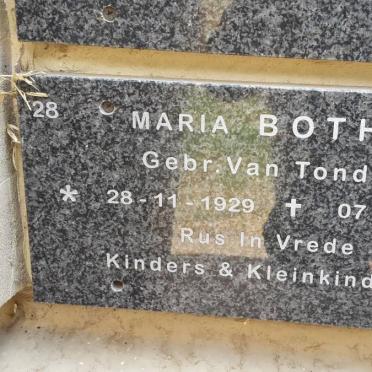 28
MARIA BOTH
Gebr. Van Tond
* 28 - 11 - 1929 ✝ 07
Rus In Vrede
Kinders & Kleinkind